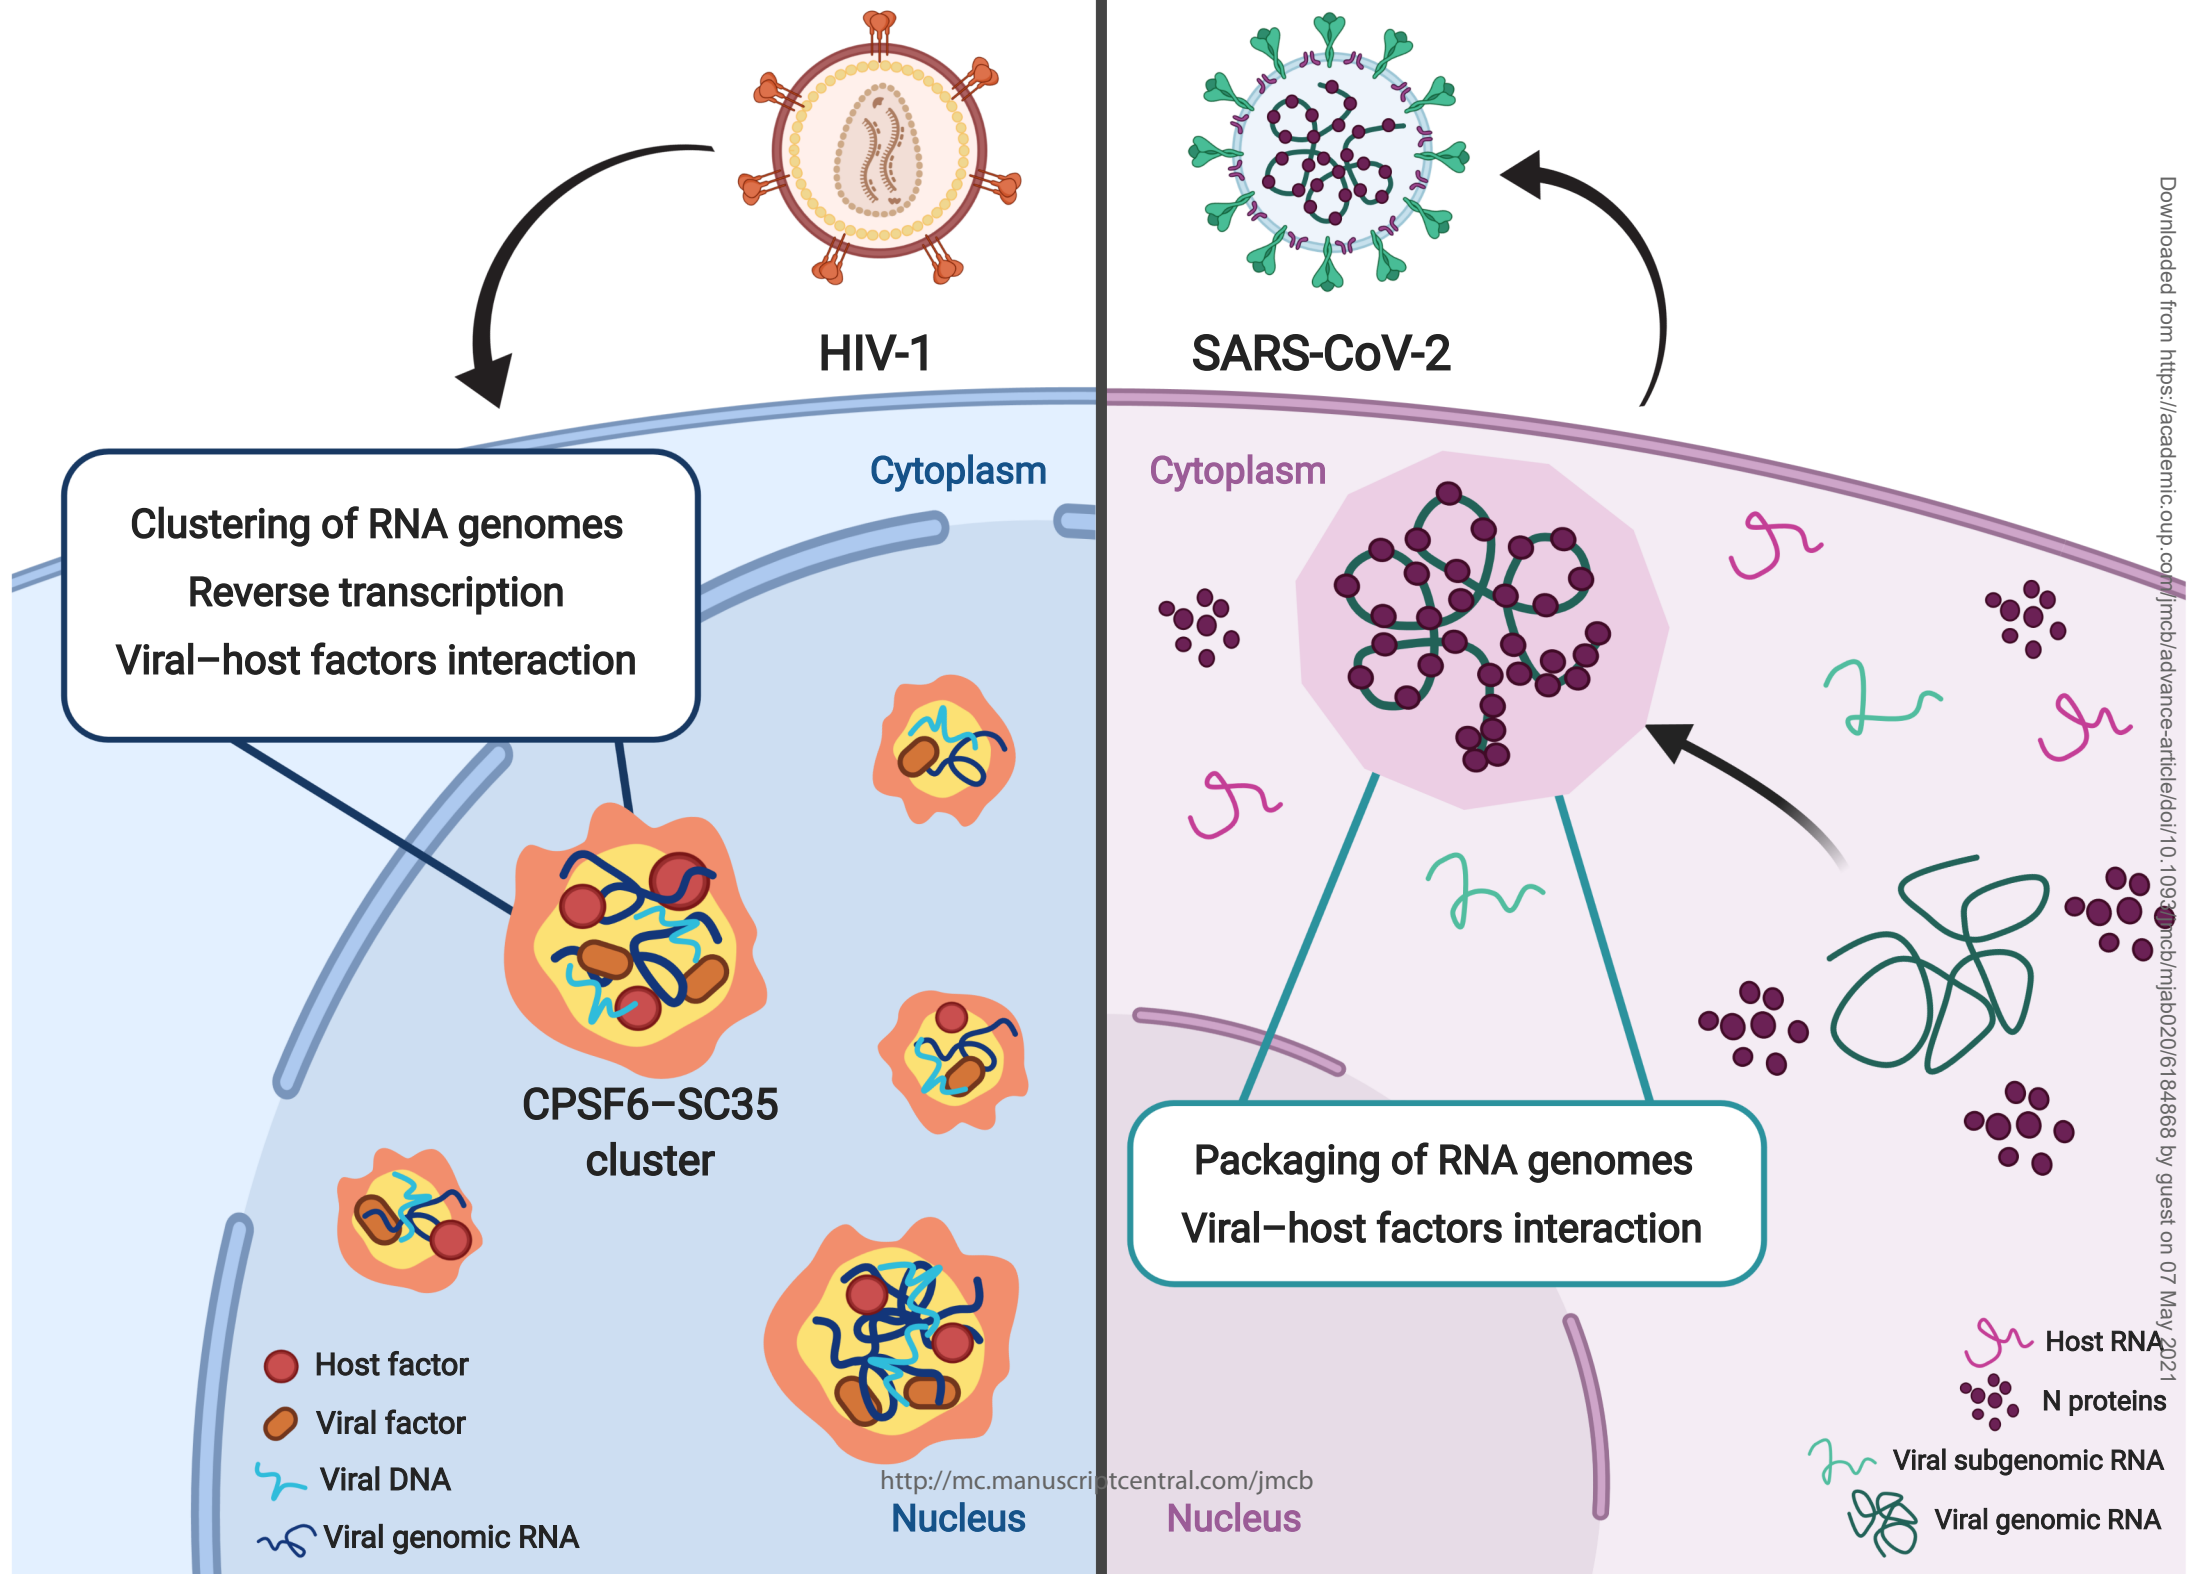 HIV-1
SARS-CoV-2
Cytoplasm
Clustering of RNA genomes
Reverse transcription
Viral–host factors interaction
CPSF6–SC35
cluster
Host factor
Viral factor
Viral DNA
Viral genomic RNA
Nucleus
Cytoplasm
Packaging of RNA genomes
Viral–host factors interaction
Nucleus
Host RNA
N proteins
Viral subgenomic RNA
Viral genomic RNA
http://mc.manuscriptcentral.com/jmcb
Downloaded from https://academic.oup.com/jmcb/advance-article/doi/10.1093/jmcb/mjab020/6184868 by guest on 07 May 2021